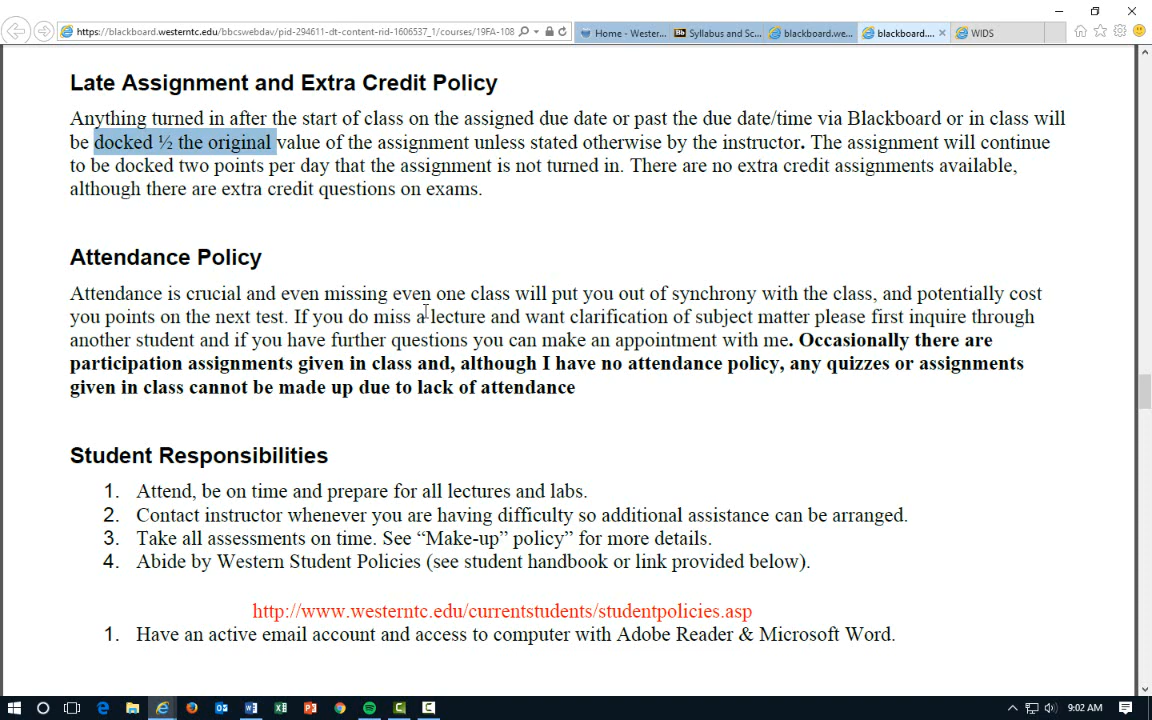 https://blackboard.westerntc.edu/bbcswebdav/pid-294611-dt-content-rid-1606537_1/courses/19FA-108
Home - Wester...
Bb Syllabus and Sc...
blackboard.we...
blackboard....
WIDS
Late Assignment and Extra Credit Policy
Anything turned in after the start of class on the assigned due date or past the due date/time via Blackboard or in class will
be docked ½ the original value of the assignment unless stated otherwise by the instructor. The assignment will continue
to be docked two points per day that the assignment is not turned in. There are no extra credit assignments available,
although there are extra credit questions on exams.
Attendance Policy
Attendance is crucial and even missing even one class will put you out of synchrony with the class, and potentially cost
you points on the next test. If you do miss a lecture and want clarification of subject matter please first inquire through
another student and if you have further questions you can make an appointment with me. Occasionally there are
participation assignments given in class and, although I have no attendance policy, any quizzes or assignments
given in class cannot be made up due to lack of attendance
Student Responsibilities
1. Attend, be on time and prepare for all lectures and labs.
2. Contact instructor whenever you are having difficulty so additional assistance can be arranged.
3. Take all assessments on time. See “Make-up” policy” for more details.
4. Abide by Western Student Policies (see student handbook or link provided below).
http://www.westerntc.edu/currentstudents/studentpolicies.asp
1. Have an active email account and access to computer with Adobe Reader & Microsoft Word.
9:02 AM